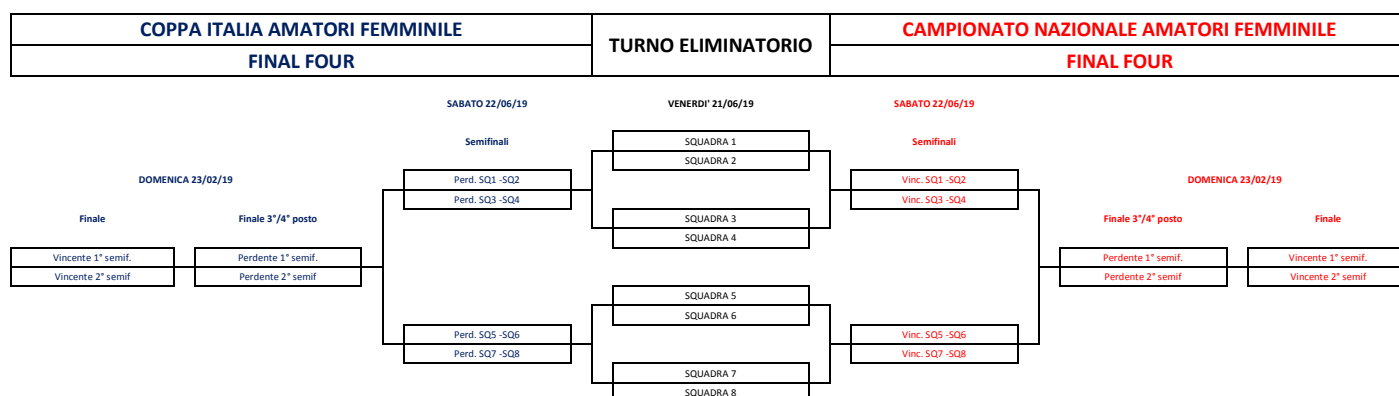 COPPA ITALIA AMATORI FEMMINILE
FINAL FOUR
TURNO ELIMINATORIO
CAMPIONATO NAZIONALE AMATORI FEMMINILE
FINAL FOUR
SABATO 22/06/19
VENERDI' 21/06/19
SABATO 22/06/19
Semifinali
SQUADRA 1
SQUADRA 2
Semifinali
DOMENICA 23/02/19
Perd. SQ1 -SQ2
Perd. SQ3 -SQ4
Vinc. SQ1 -SQ2
Vinc. SQ3 -SQ4
DOMENICA 23/02/19
Finale
Finale 3°/4° posto
SQUADRA 3
SQUADRA 4
Finale 3°/4° posto
Finale
Vincente 1° semif.
Vincente 2° semif
Perdente 1° semif.
Perdente 2° semif
Perdente 1° semif.
Perdente 2° semif
Vincente 1° semif.
Vincente 2° semif
SQUADRA 5
SQUADRA 6
Perd. SQ5 -SQ6
Perd. SQ7 -SQ8
Vinc. SQ5 -SQ6
Vinc. SQ7 -SQ8
SQUADRA 7
SQUADRA 8